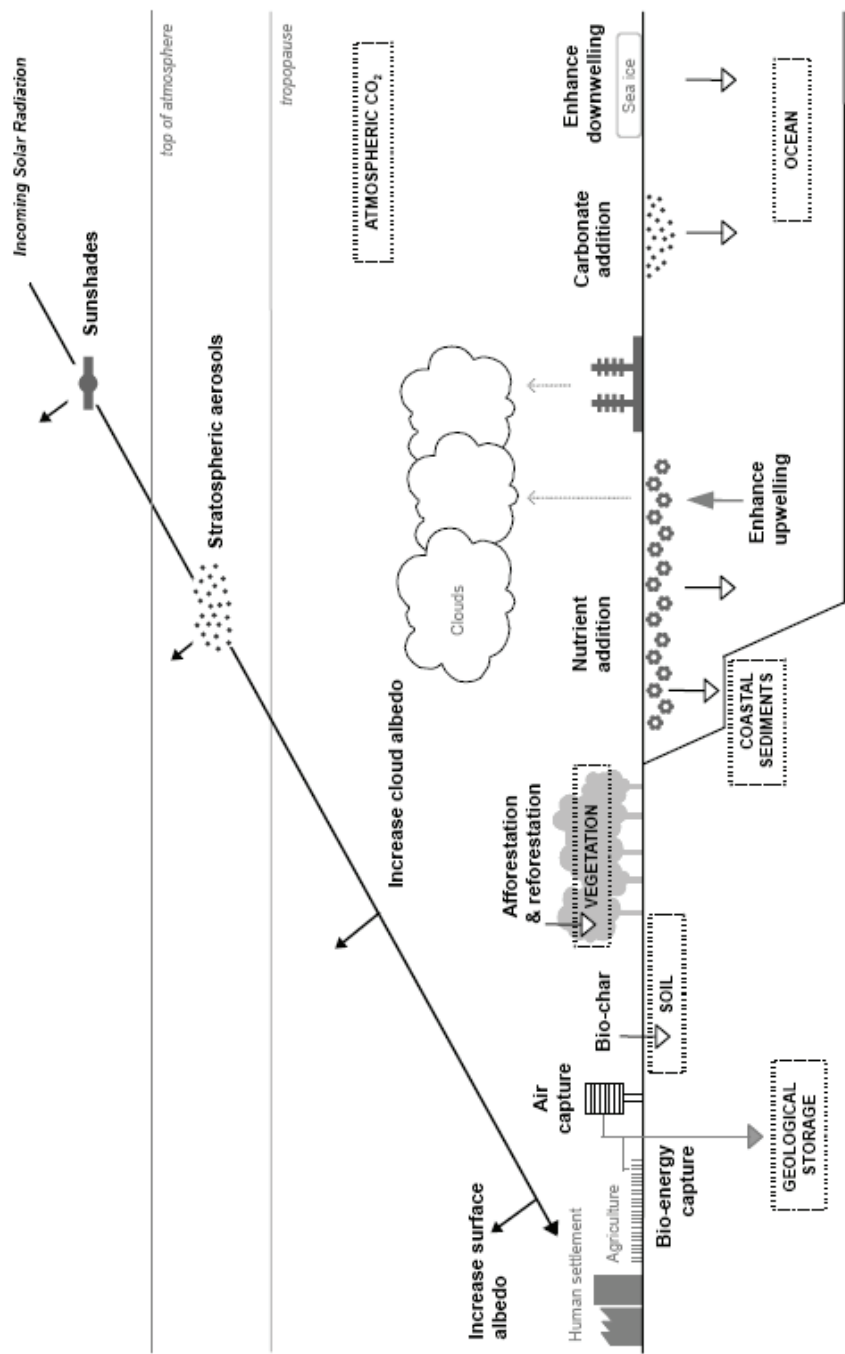 Incoming Solar Radiation
Sunshades
top of atmosphere
Stratospheric aerosols
tropopause
ATMOSPHERIC CO₂
Increase cloud albedo
Clouds
Increase surface
albedo
Human settlement
Agriculture
Air
capture
Bio-char
Afforestation
& reforestation
VEGETATION
Nutrient
addition
Carbonate
addition
Enhance
downwelling
Sea ice
Bio-energy
capture
SOIL
GEOLOGICAL
STORAGE
COASTAL
SEDIMENTS
Enhance
upwelling
OCEAN